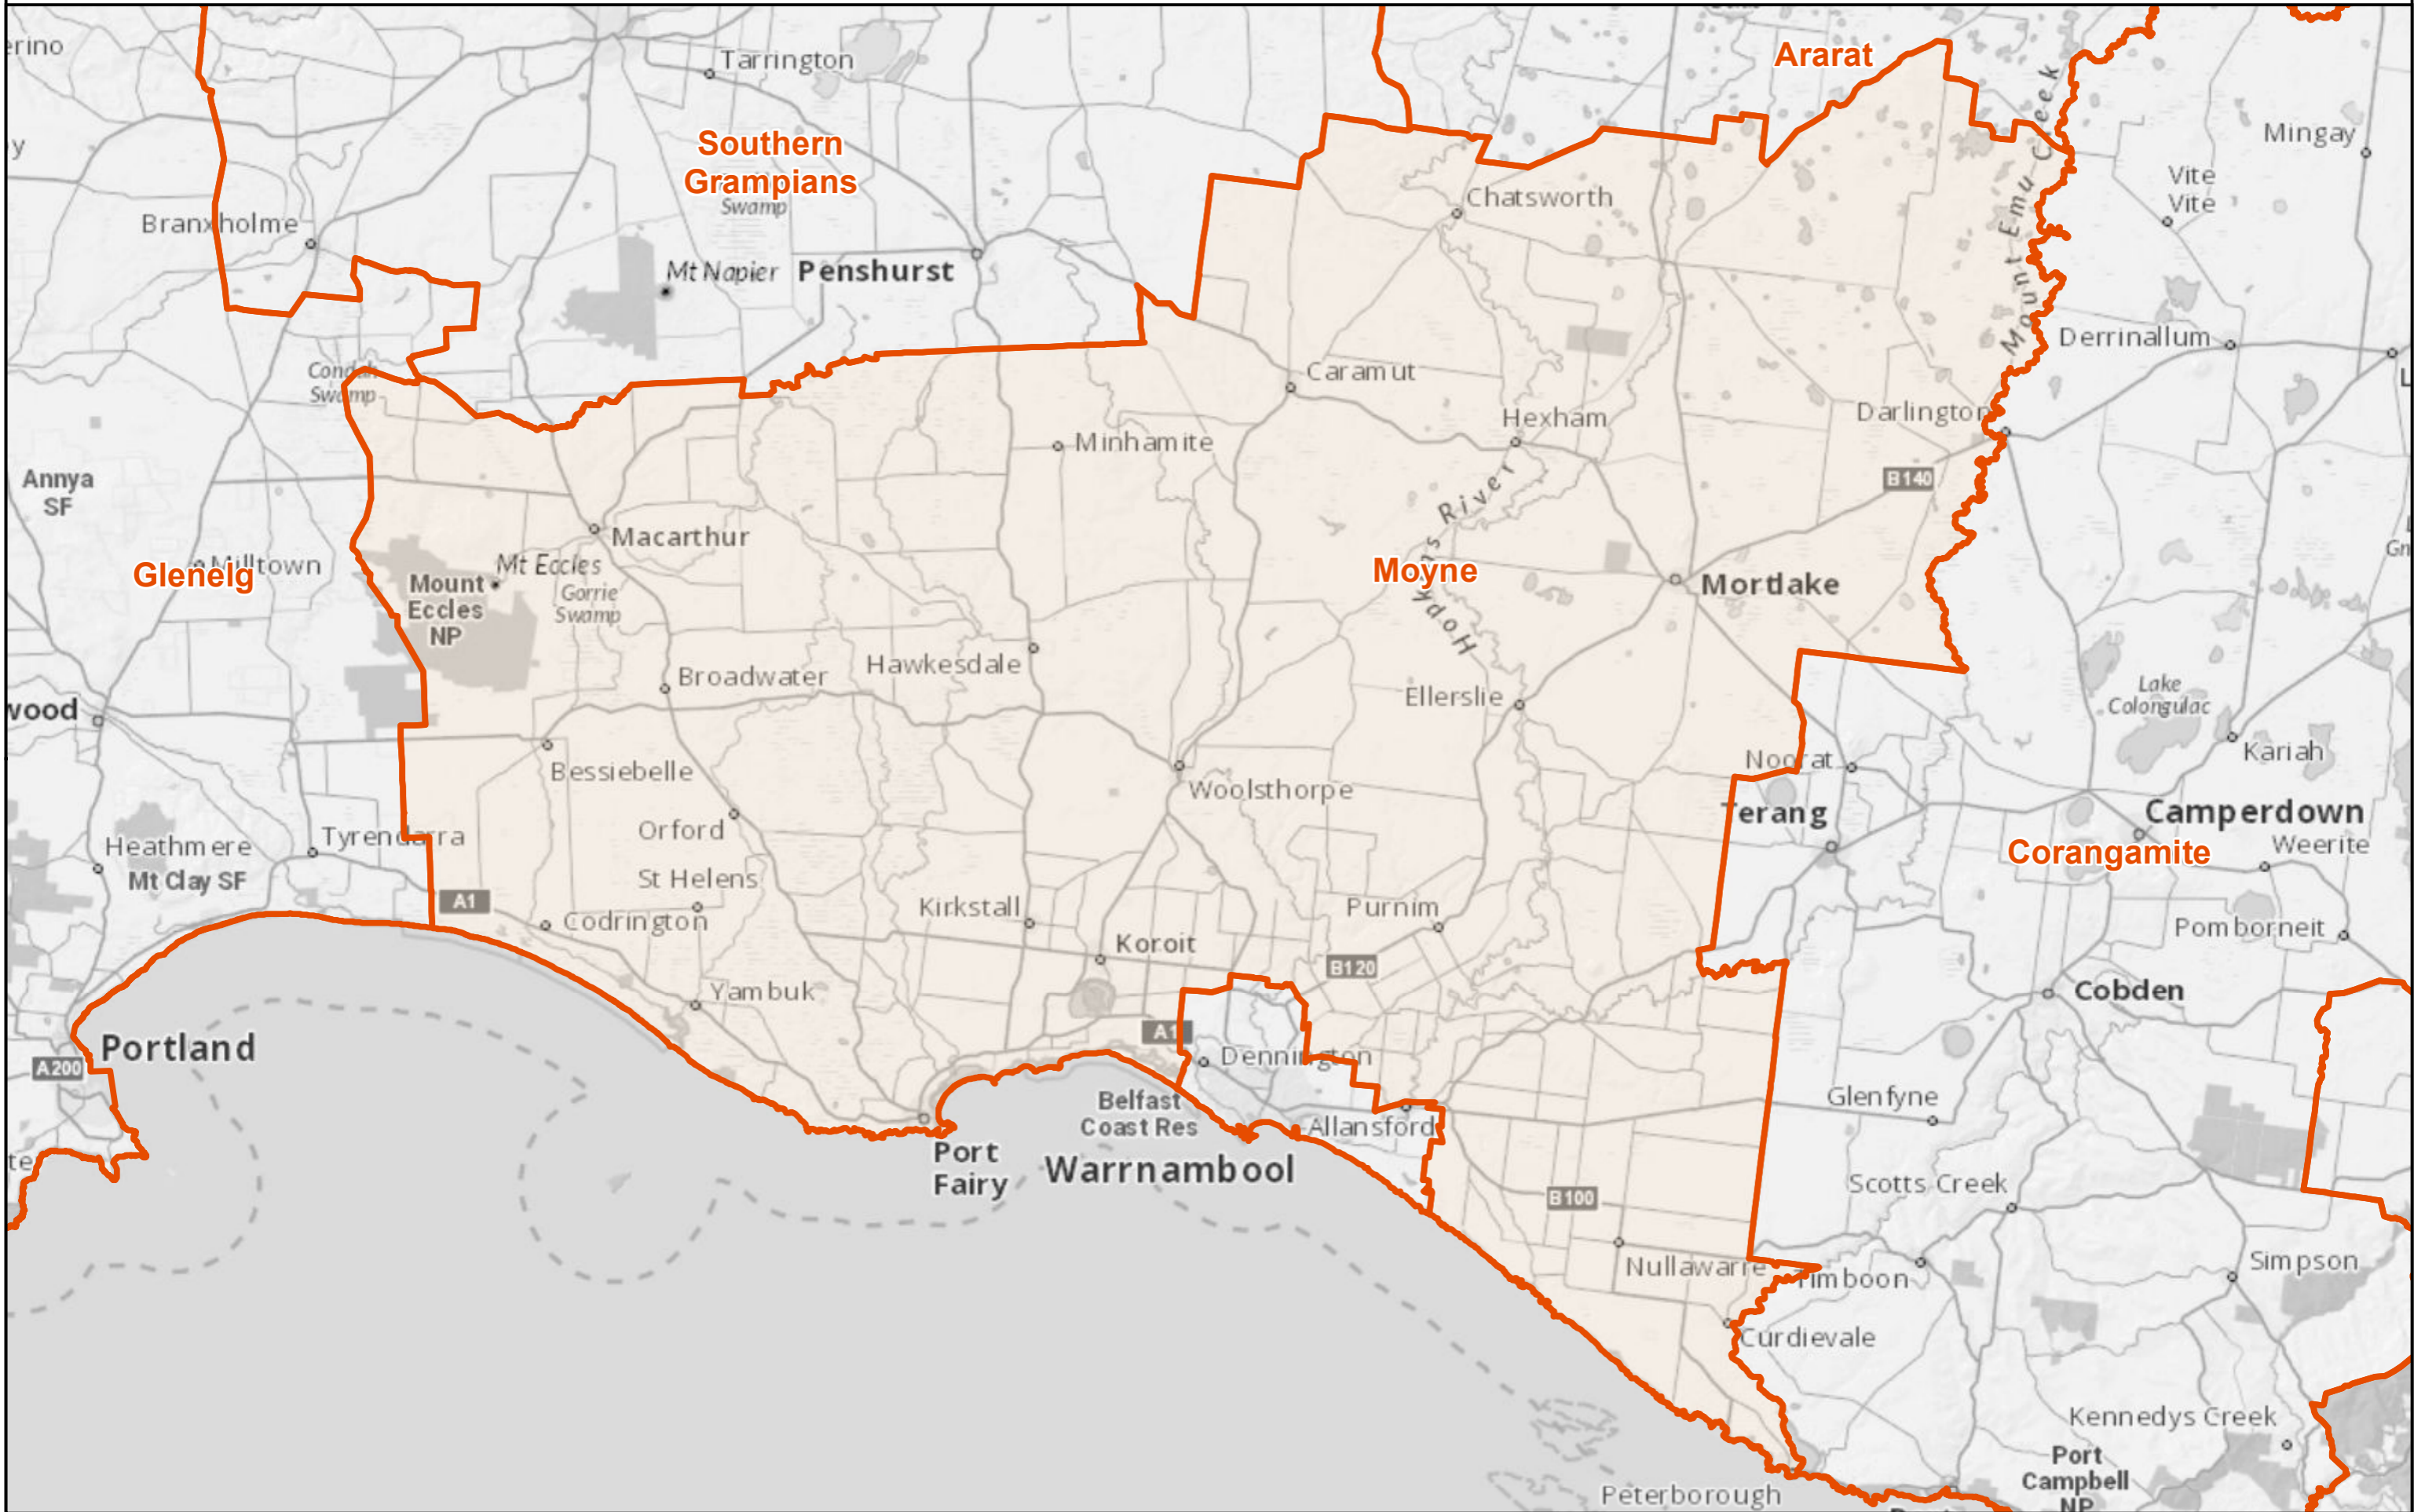 erino
Tarrington
Ararat
Southern
Grampians
Swamp
Mingay
Vite
Vite
y
Chatsworth
Branxholme
Mt Napier
Penshurst
Mount Emu Creek
Derrinallum
Condah
Swamp
Caramut
L
Hexham
Darlington
Minhamite
B140
Annya
SF
Macarthur
Hopkins River
Gn
Milltown
Glenelg
Mt Eccles
Mount
Eccles
NP
Gorrie
Swamp
Moyne
Mortlake
Hawkesdale
Broadwater
Ellerslie
Lake
Colongulac
wood
Noorat
Kariah
Bessiebelle
Woolsthorpe
Terang
Camperdown
Orford
Tyrendarra
Heathmere
Mt Clay SF
Weerite
Corangamite
St Helens
A1
Codrington
Kirkstall
Purnim
Pomborneit
Koroit
B120
Yambuk
Cobden
A1
Portland
A200
Dennington
Belfast
Coast Res
Glenfyne
Allansford
Port
Fairy
Warrnambool
te
B100
Scotts Creek
Nullawarre
Timboon
Simpson
Curdievale
Kennedys Creek
Port
Campbell
NP
Peterborough